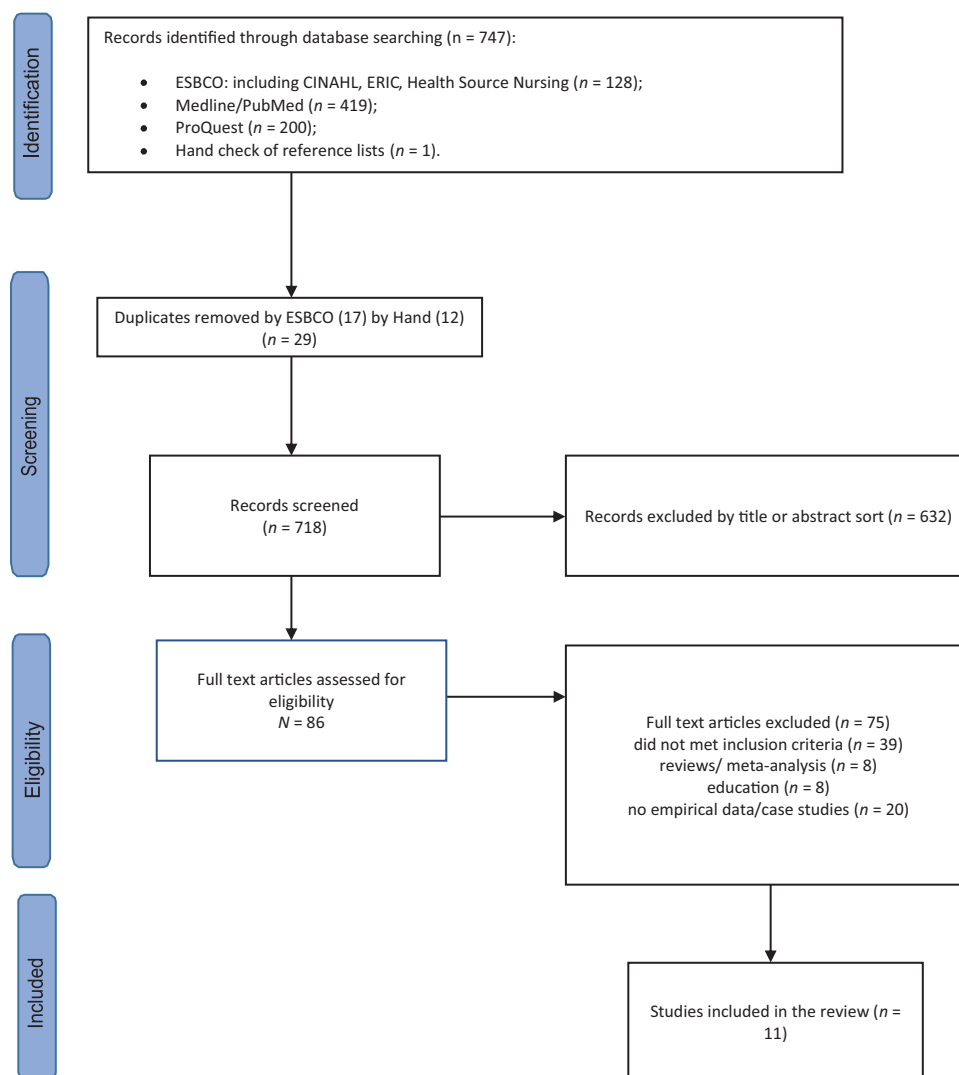 Identification
Records identified through database searching (n = 747):
• ESBCO: including CINAHL, ERIC, Health Source Nursing (n = 128);
• Medline/PubMed (n = 419);
• ProQuest (n = 200);
• Hand check of reference lists (n = 1).
Screening
Duplicates removed by ESBCO (17) by Hand (12)
(n = 29)
Records screened
(n = 718)
Records excluded by title or abstract sort (n = 632)
Eligibility
Full text articles assessed for
eligibility
N = 86
Full text articles excluded (n = 75)
did not met inclusion criteria (n = 39)
reviews/ meta-analysis (n = 8)
education (n = 8)
no empirical data/case studies (n = 20)
Included
Studies included in the review (n =
11)